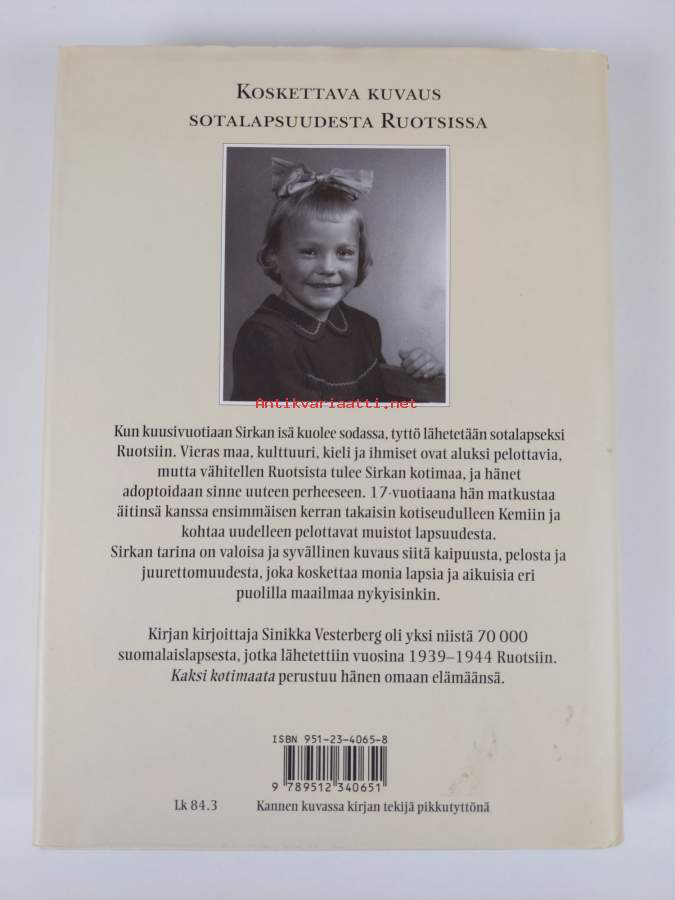 Koskettava kuvaus
sotalapsuudesta Ruotsissa
Antikvariaatti.net
Kun kuusivuotiaan Sirkan isä kuolee sodassa, tyttö lähetetään sotalapseksi
Ruotsiin. Vieras maa, kulttuuri, kieli ja ihmiset ovat aluksi pelottavia,
mutta vähitellen Ruotsista tulee Sirkan kotimaa, ja hänet
adoptoidaan sinne uuteen perheeseen. 17-vuotiaana hän matkustaa
äitinsä kanssa ensimmäisen kerran takaisin kotiseudulleen Kemiin ja
kohtaa uudelleen pelottavat muistot lapsuudesta.
Sirkan tarina on valoisa ja syvällinen kuvaus siitä kaipuusta, pelosta ja
juurettomuudesta, joka koskettaa monia lapsia ja aikuisia eri
puolilla maailmaa nykyisinkin.
Kirjan kirjoittaja Sinikka Vesterberg oli yksi niistä 70 000
suomalaislapsesta, jotka lähetettiin vuosina 1939–1944 Ruotsiin.
Kaksi kotimaata perustuu hänen omaan elämäänsä.
ISBN 951-23-4065-8
9 789512 340651
Lk 84.3 Kannen kuvassa kirjan tekijä pikkutyttönä